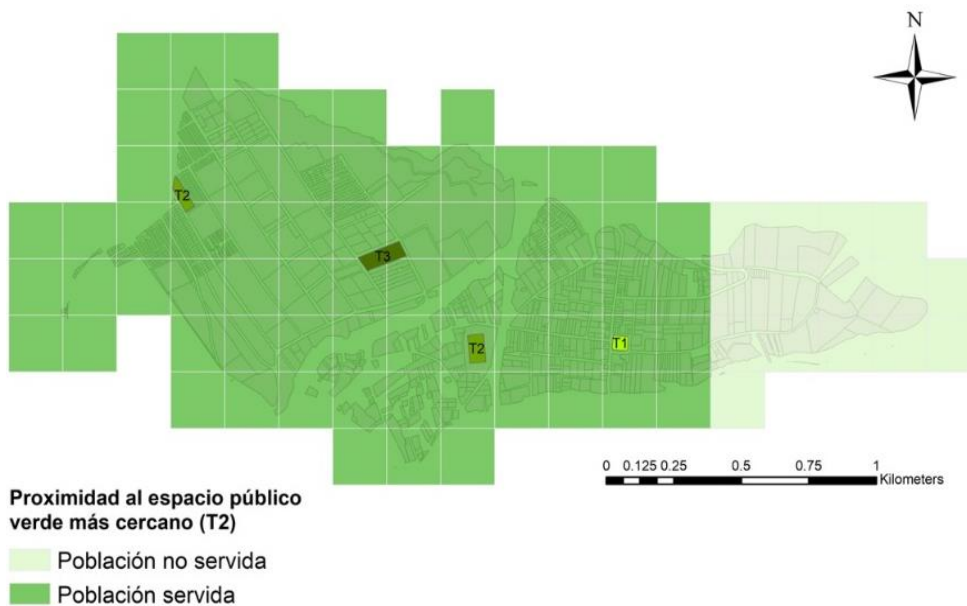 N
T2
T3
T2
T1
0 0.125 0.25 0.5 0.75 1
Kilometers
Proximidad al espacio público
verde más cercano (T2)
Población no servida
Población servida